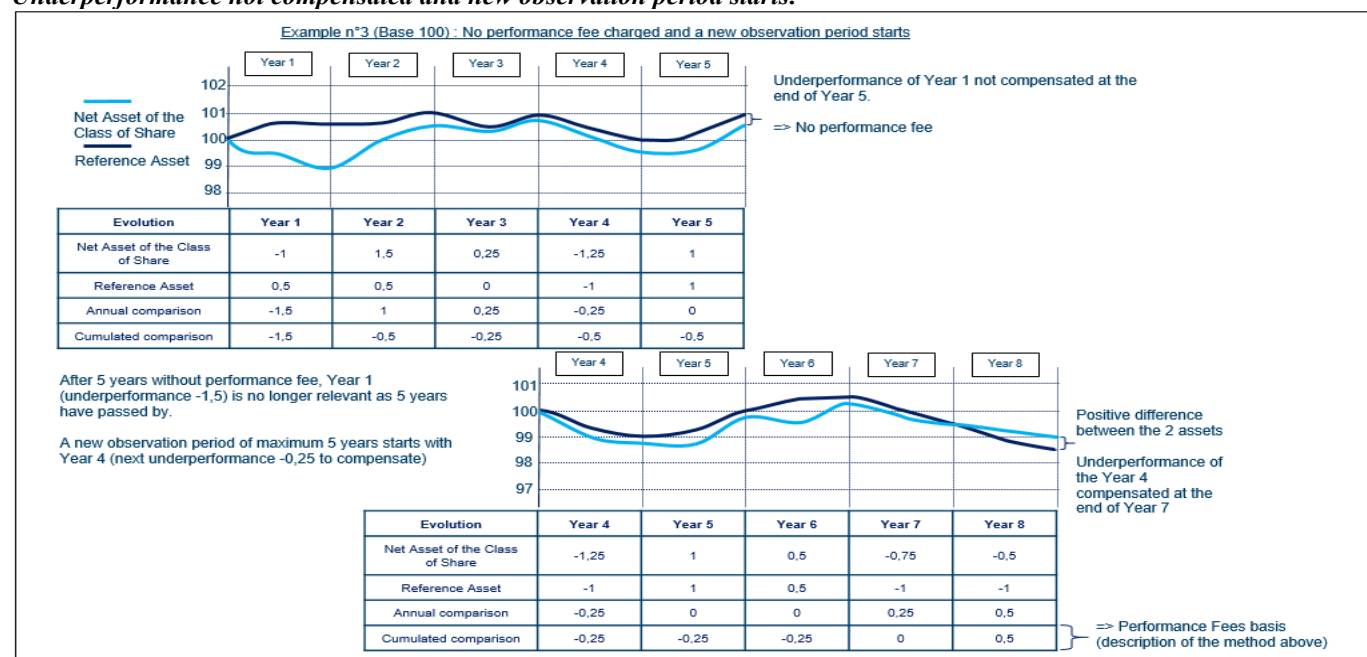 Underperformance not compensated and new observation period starts:
Example n°3 (Base 100) : No performance fee charged and a new observation period starts
Year 1 Year 2 Year 3 Year 4 Year 5
102
101
100
99
98
Net Asset of the
Class of Share
Reference Asset
Underperformance of Year 1 not compensated at the
end of Year 5.
=> No performance fee
Evolution Year 1 Year 2 Year 3 Year 4 Year 5
Net Asset of the Class
of Share -1 1,5 0,25 -1,25 1
Reference Asset 0,5 0,5 0 -1 1
Annual comparison -1,5 1 0,25 -0,25 0
Cumulated comparison -1,5 -0,5 -0,25 -0,5 -0,5
After 5 years without performance fee, Year 1
(underperformance -1,5) is no longer relevant as 5 years
have passed by.
A new observation period of maximum 5 years starts with
Year 4 (next underperformance -0,25 to compensate)
Year 4 Year 5 Year 6 Year 7 Year 8
101
100
99
98
97
Positive difference
between the 2 assets
Underperformance of
the Year 4
compensated at the
end of Year 7
Evolution Year 4 Year 5 Year 6 Year 7 Year 8
Net Asset of the Class
of Share -1,25 1 0,5 -0,75 -0,5
Reference Asset -1 1 0,5 -1 -1
Annual comparison -0,25 0 0 0,25 0,5
Cumulated comparison -0,25 -0,25 -0,25 0 0,5
=> Performance Fees basis
(description of the method above)